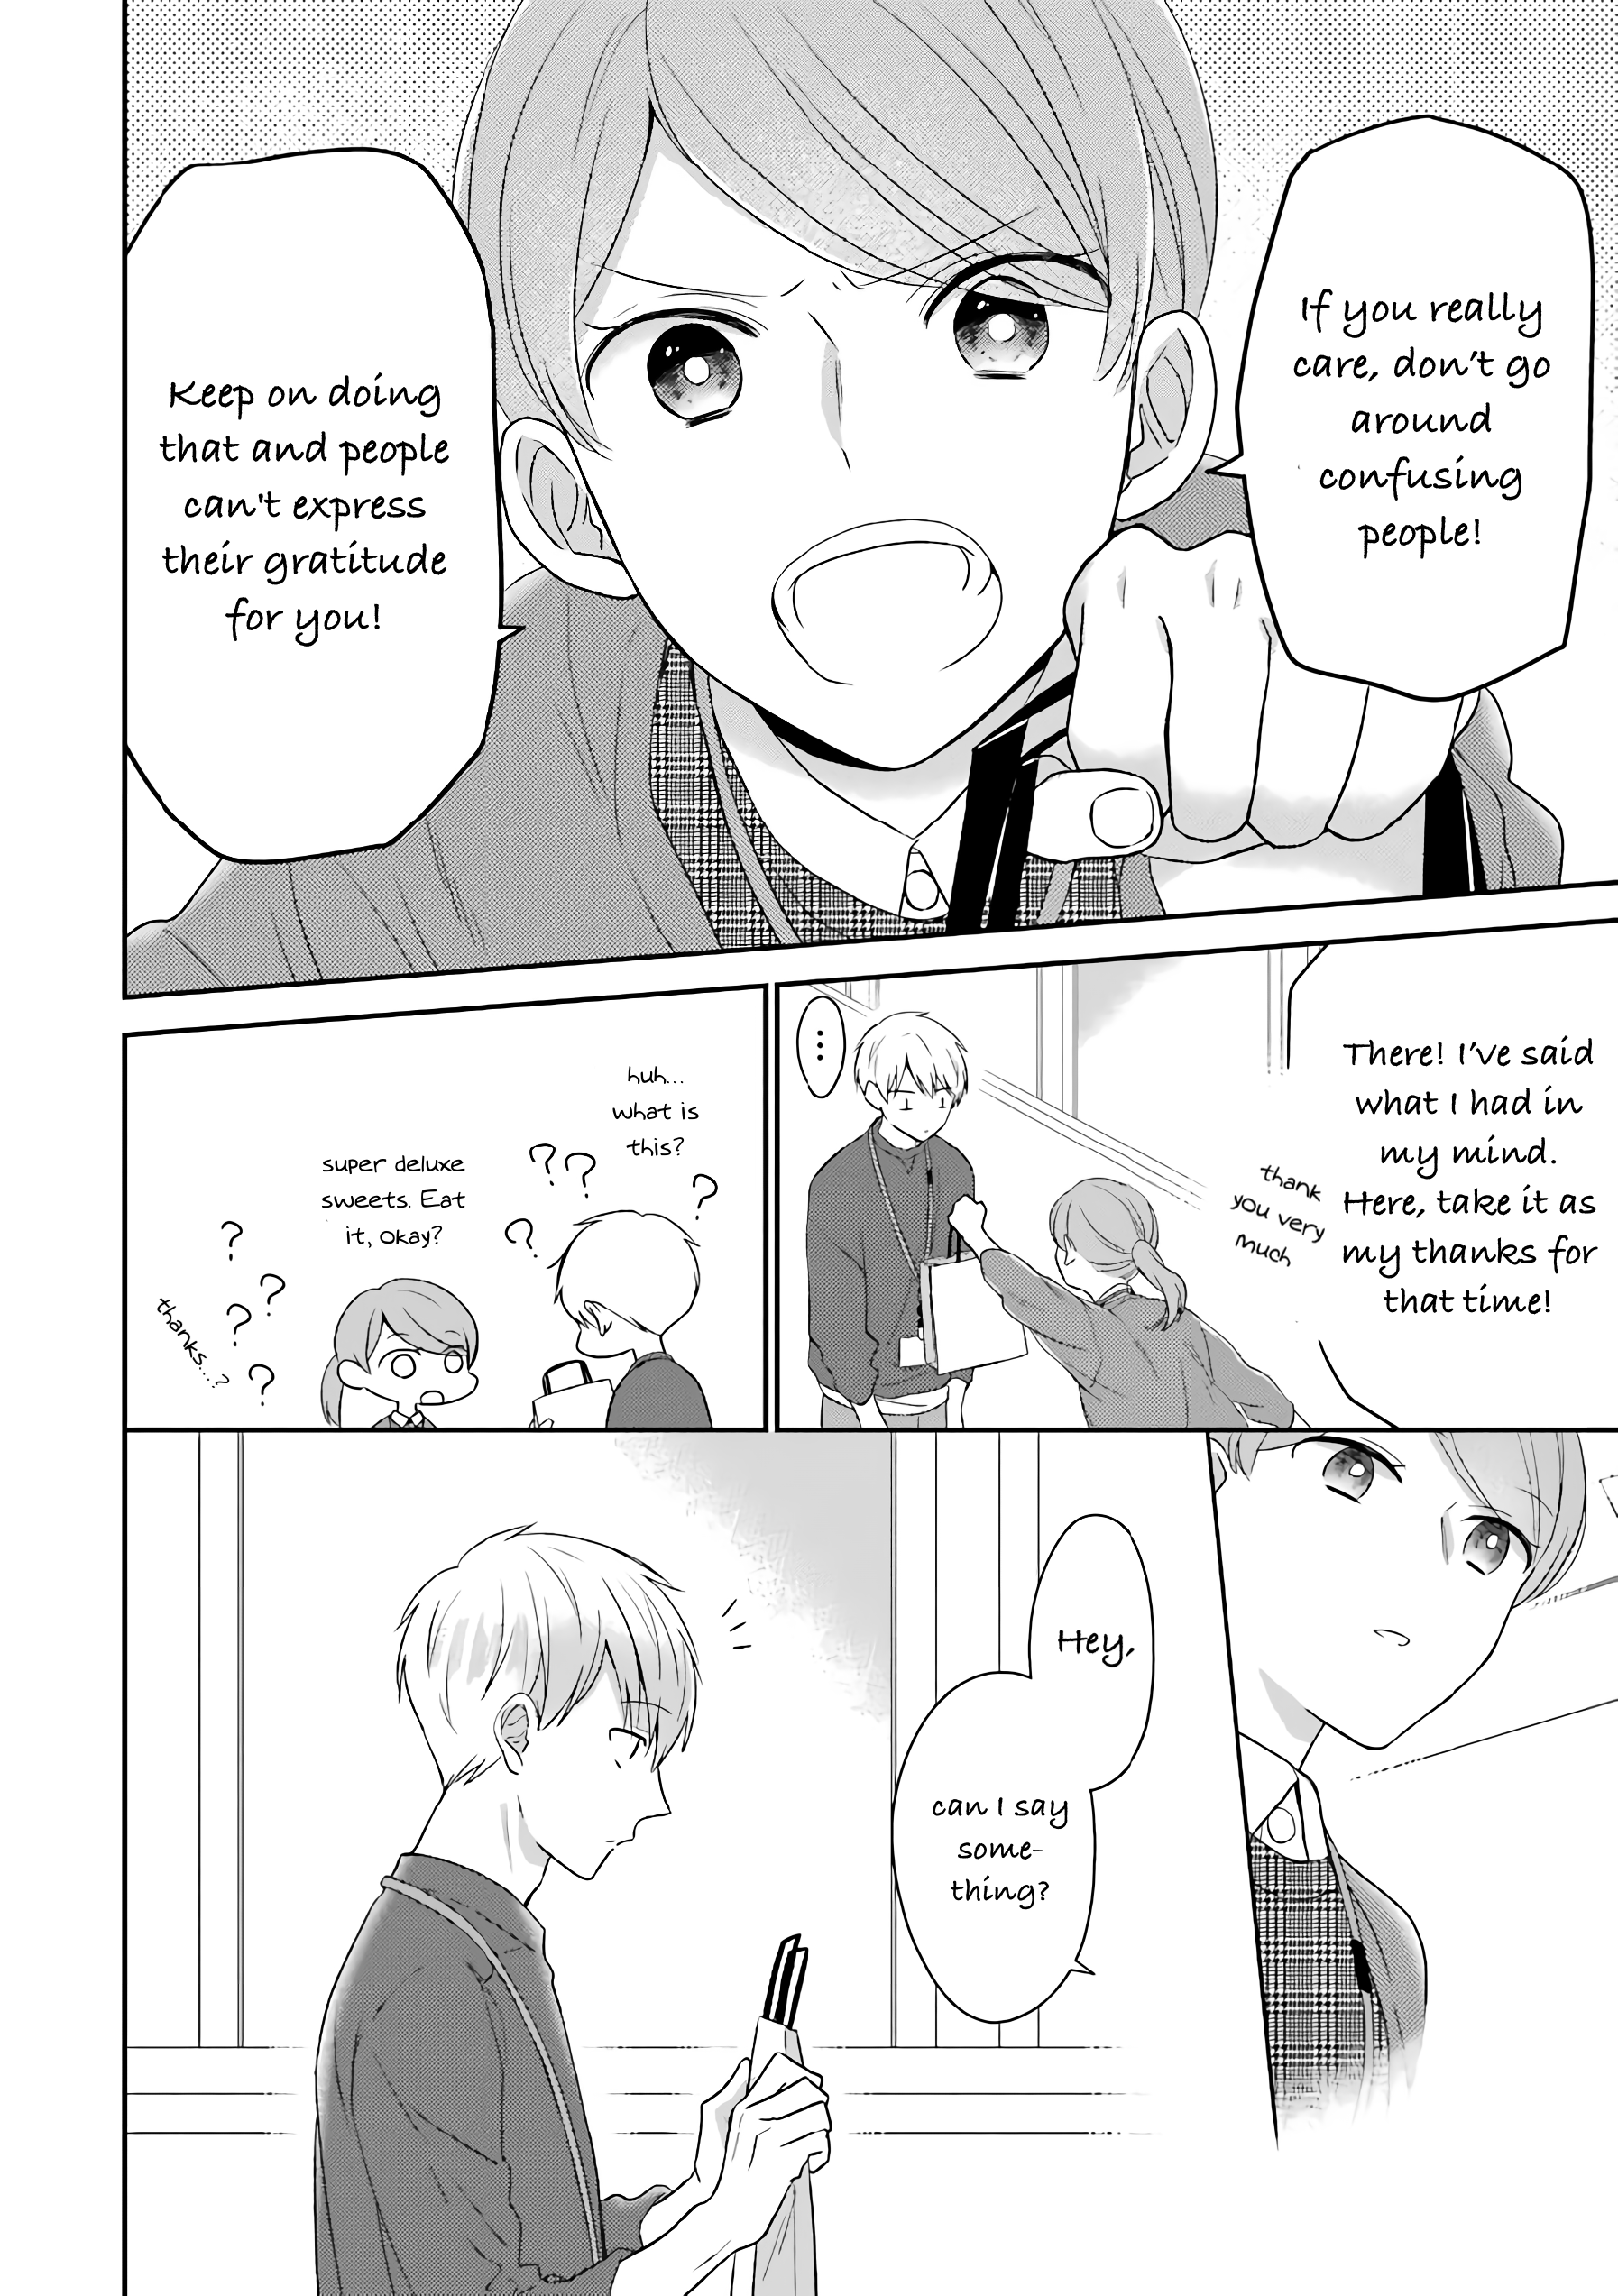 If you really
care, don't go
around
confusing
people!
Keep on doing
that and people
can't express
their gratitude
for you!
There! I've said
what I had in
my mind.
Here, take it as
my thanks for
that time!
thank
you very
much
...
huh...
what is
this?
? ? ? ?
super deluxe
sweets. Eat
it, okay?
? ? ? ?
thanks...?
Hey,
can I say
some-
thing?